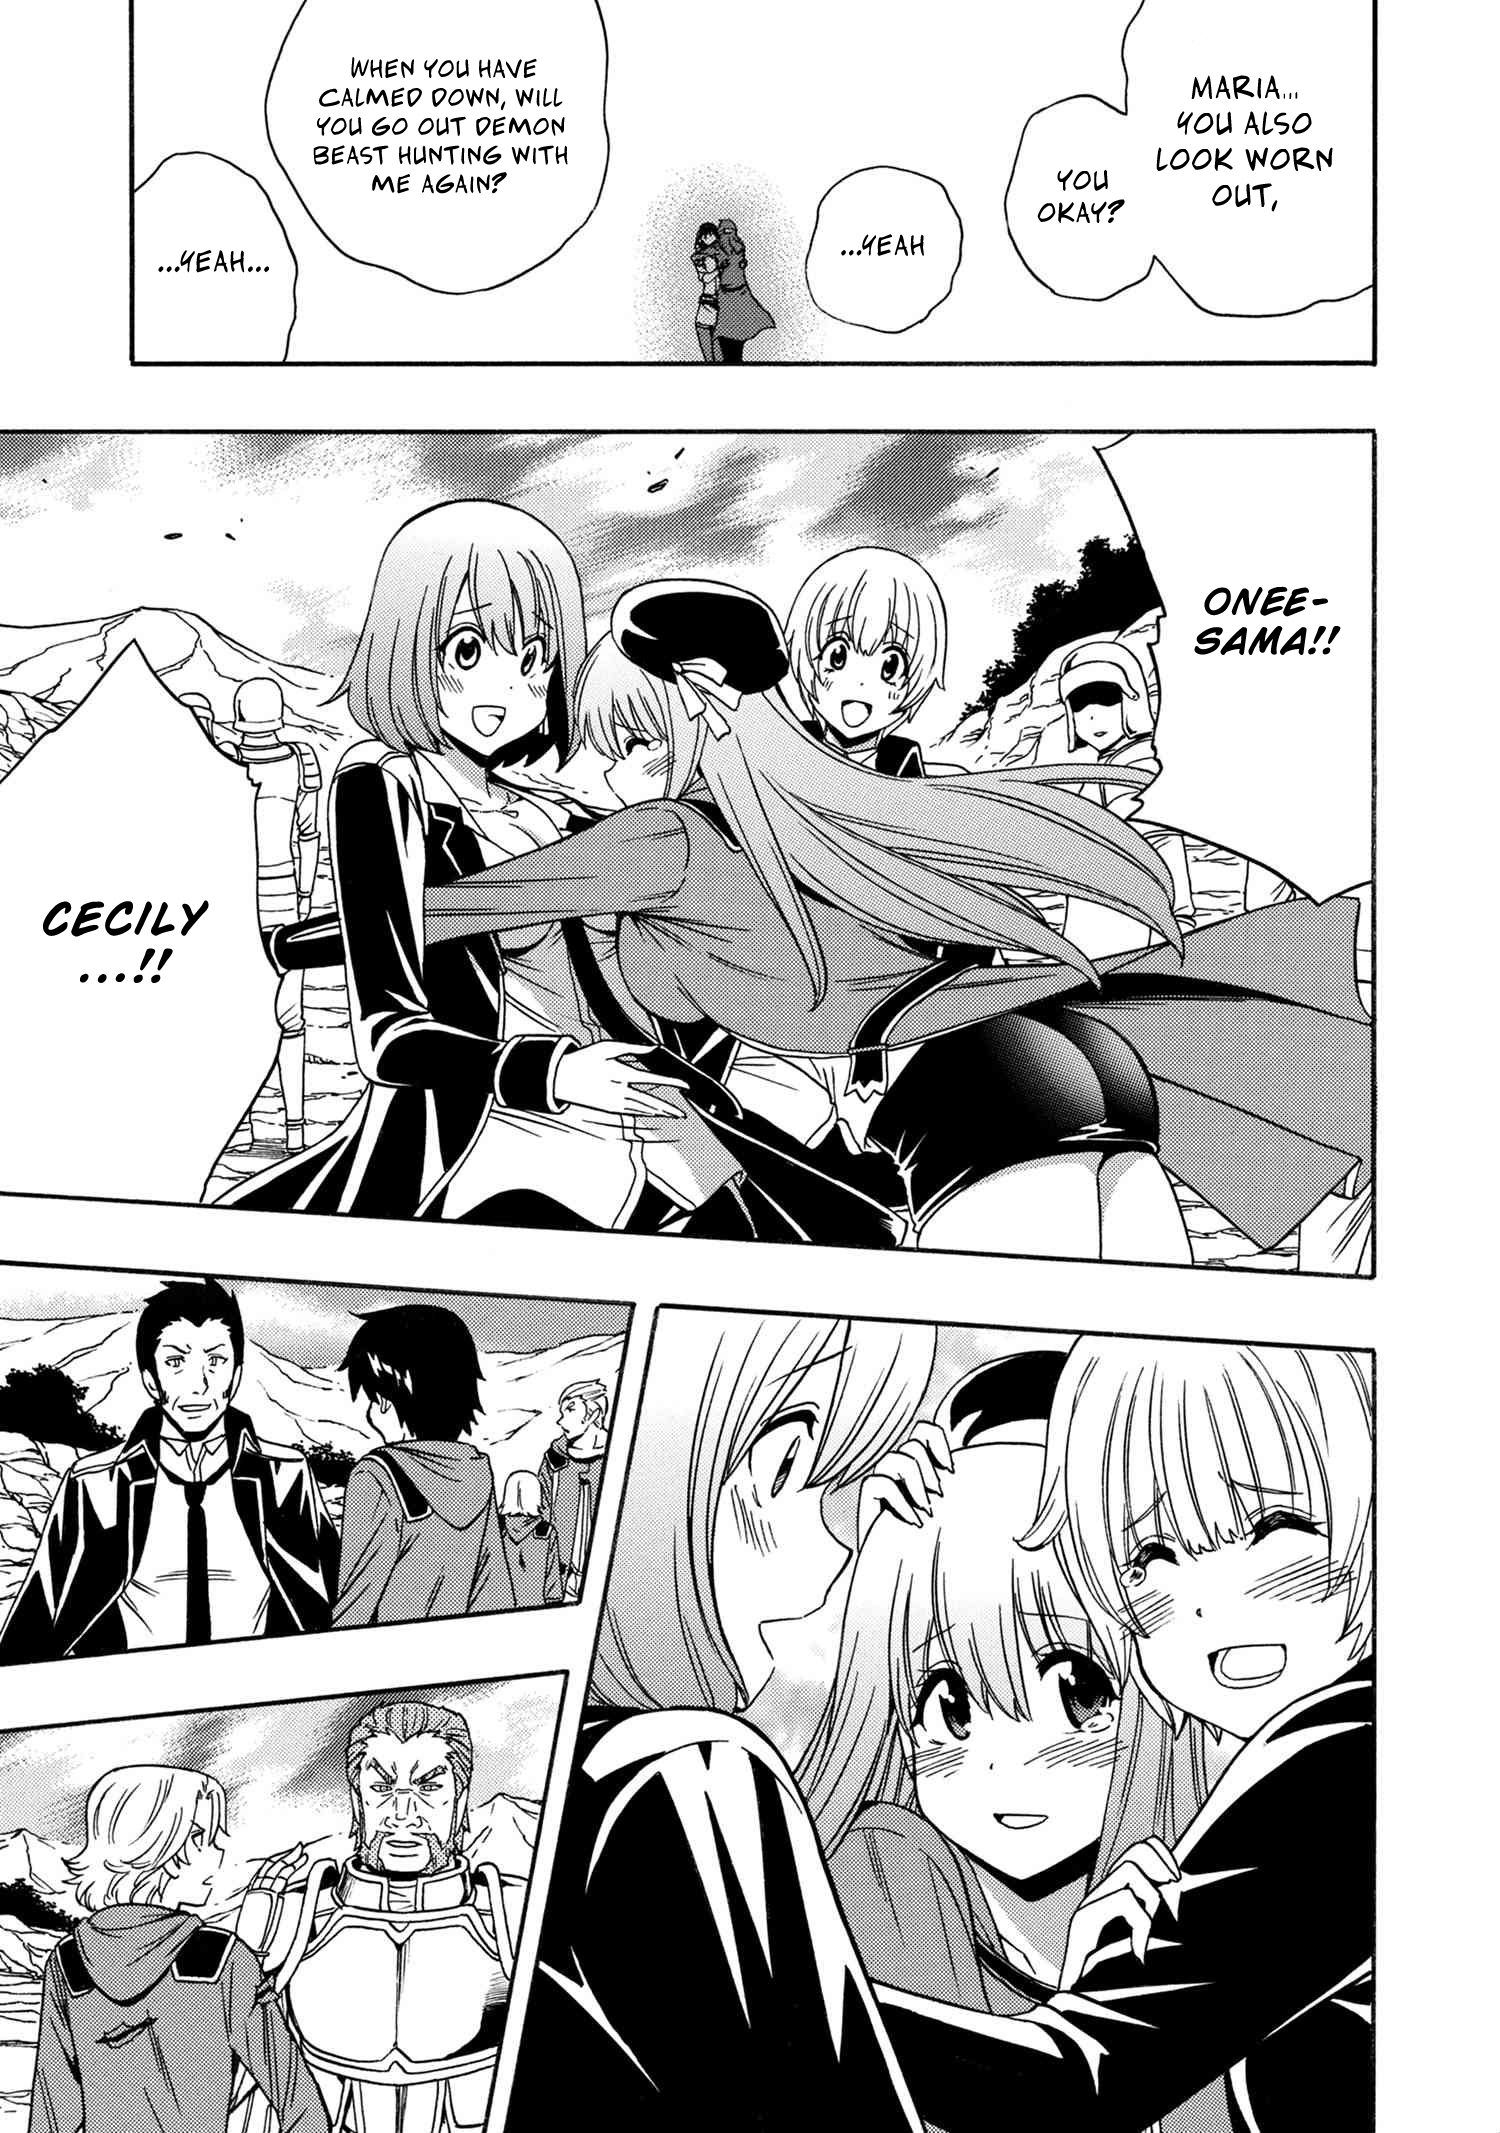 MARIA...
YOU ALSO
LOOK WORN
OUT,
YOU
OKAY?
...YEAH
WHEN YOU HAVE
CALMED DOWN, WILL
YOU GO OUT DEMON
BEAST HUNTING WITH
ME AGAIN?
...YEAH...
ONEE-
SAMA!!
CECILY
...!!